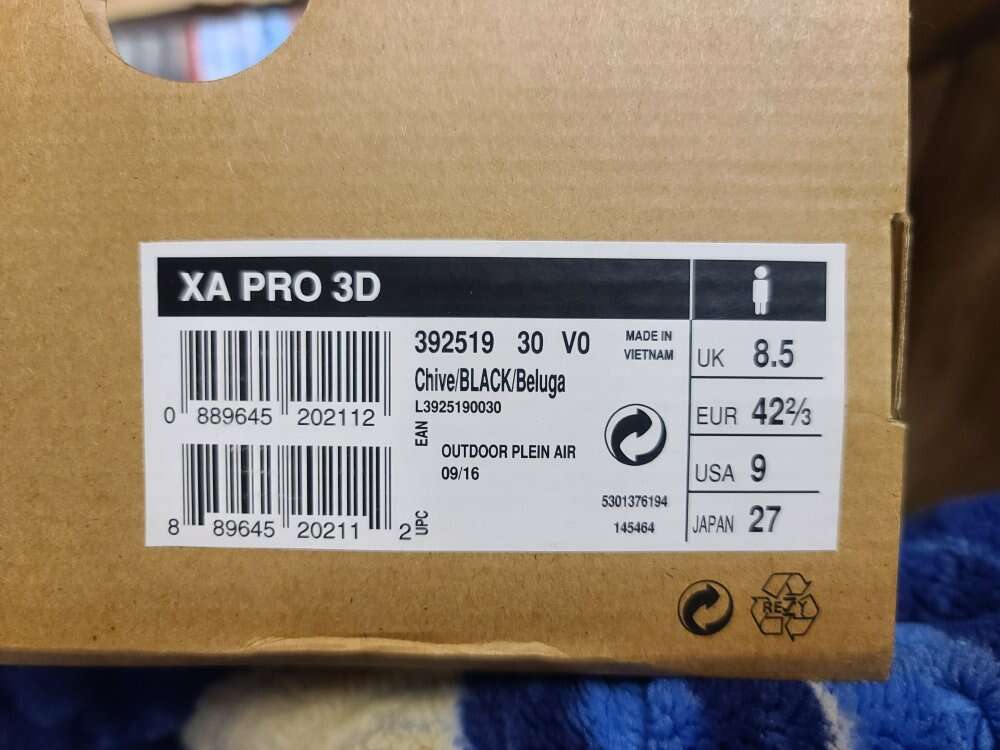 XA PRO 3D
392519 30 V0
MADE IN
VIETNAM
Chive/BLACK/Beluga
L3925190030
0 889645 202112
EAN
OUTDOOR PLEIN AIR
09/16
8 89645 20211 2
UPC
5301376194
145464
UK 8.5
EUR 42⅔
USA 9
JAPAN 27
REZY